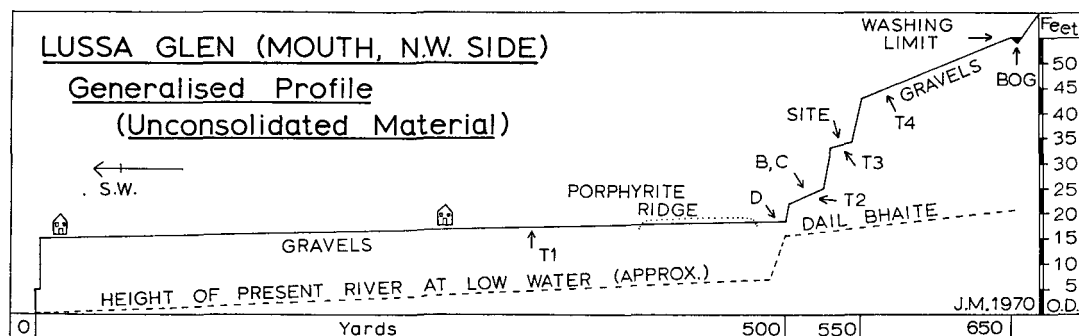 LUSSA GLEN (MOUTH, N.W. SIDE)
Generalised Profile
(Unconsolidated Material)
S.W.
WASHING
LIMIT
Feet
BOG
GRAVELS
T4
SITE
T3
B,C
T2
PORPHYRITE
RIDGE
D
DAIL BHAITE
GRAVELS
T1
HEIGHT OF PRESENT RIVER AT LOW WATER (APPROX.)
50
45
40
35
30
25
20
15
10
5
O.D.
J.M.1970
0
Yards
500
550
650